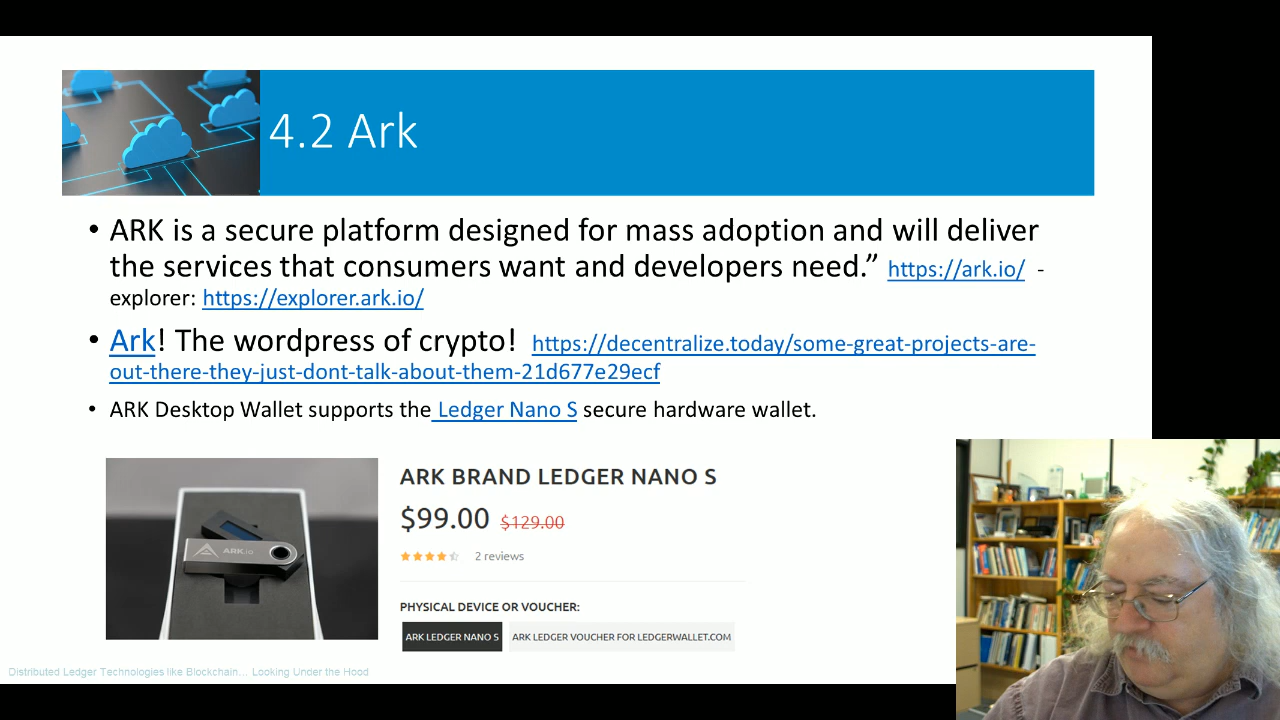 4.2 Ark
• ARK is a secure platform designed for mass adoption and will deliver
the services that consumers want and developers need.” https://ark.io/ -
explorer: https://explorer.ark.io/
• Ark! The wordpress of crypto! https://decentralize.today/some-great-projects-are-
out-there-they-just-dont-talk-about-them-21d677e29ecf
• ARK Desktop Wallet supports the Ledger Nano S secure hardware wallet.
ARK.io
ARK BRAND LEDGER NANO S
$99.00 $129.00
2 reviews
PHYSICAL DEVICE OR VOUCHER:
ARK LEDGER NANO S ARK LEDGER VOUCHER FOR LEDGERWALLET.COM
Distributed Ledger Technologies like Blockchain... Looking Under the Hood